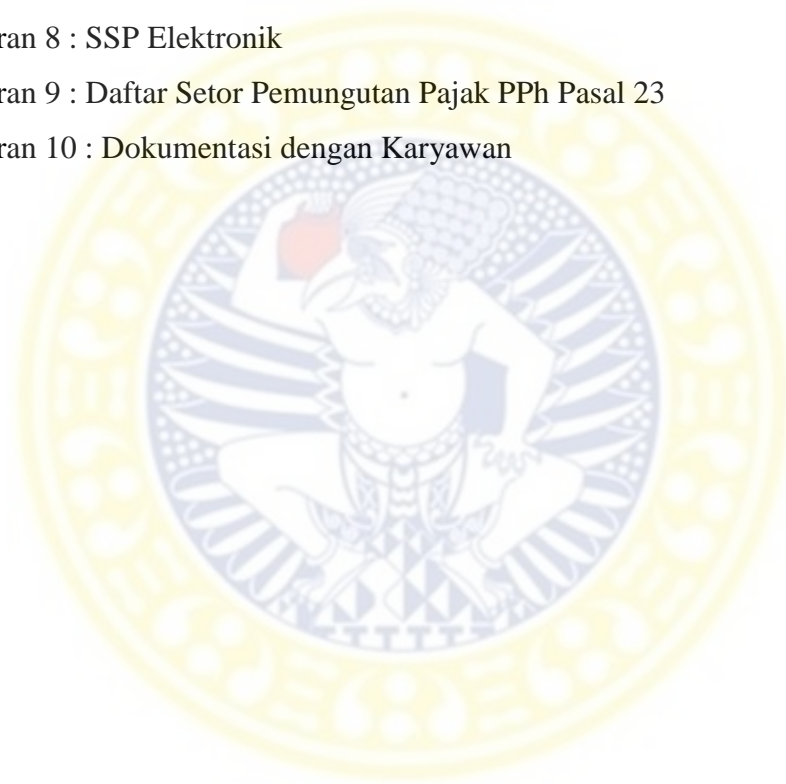 ran 8 : SSP Elektronik
ran 9 : Daftar Setor Pemungutan Pajak PPh Pasal 23
ran 10 : Dokumentasi dengan Karyawan